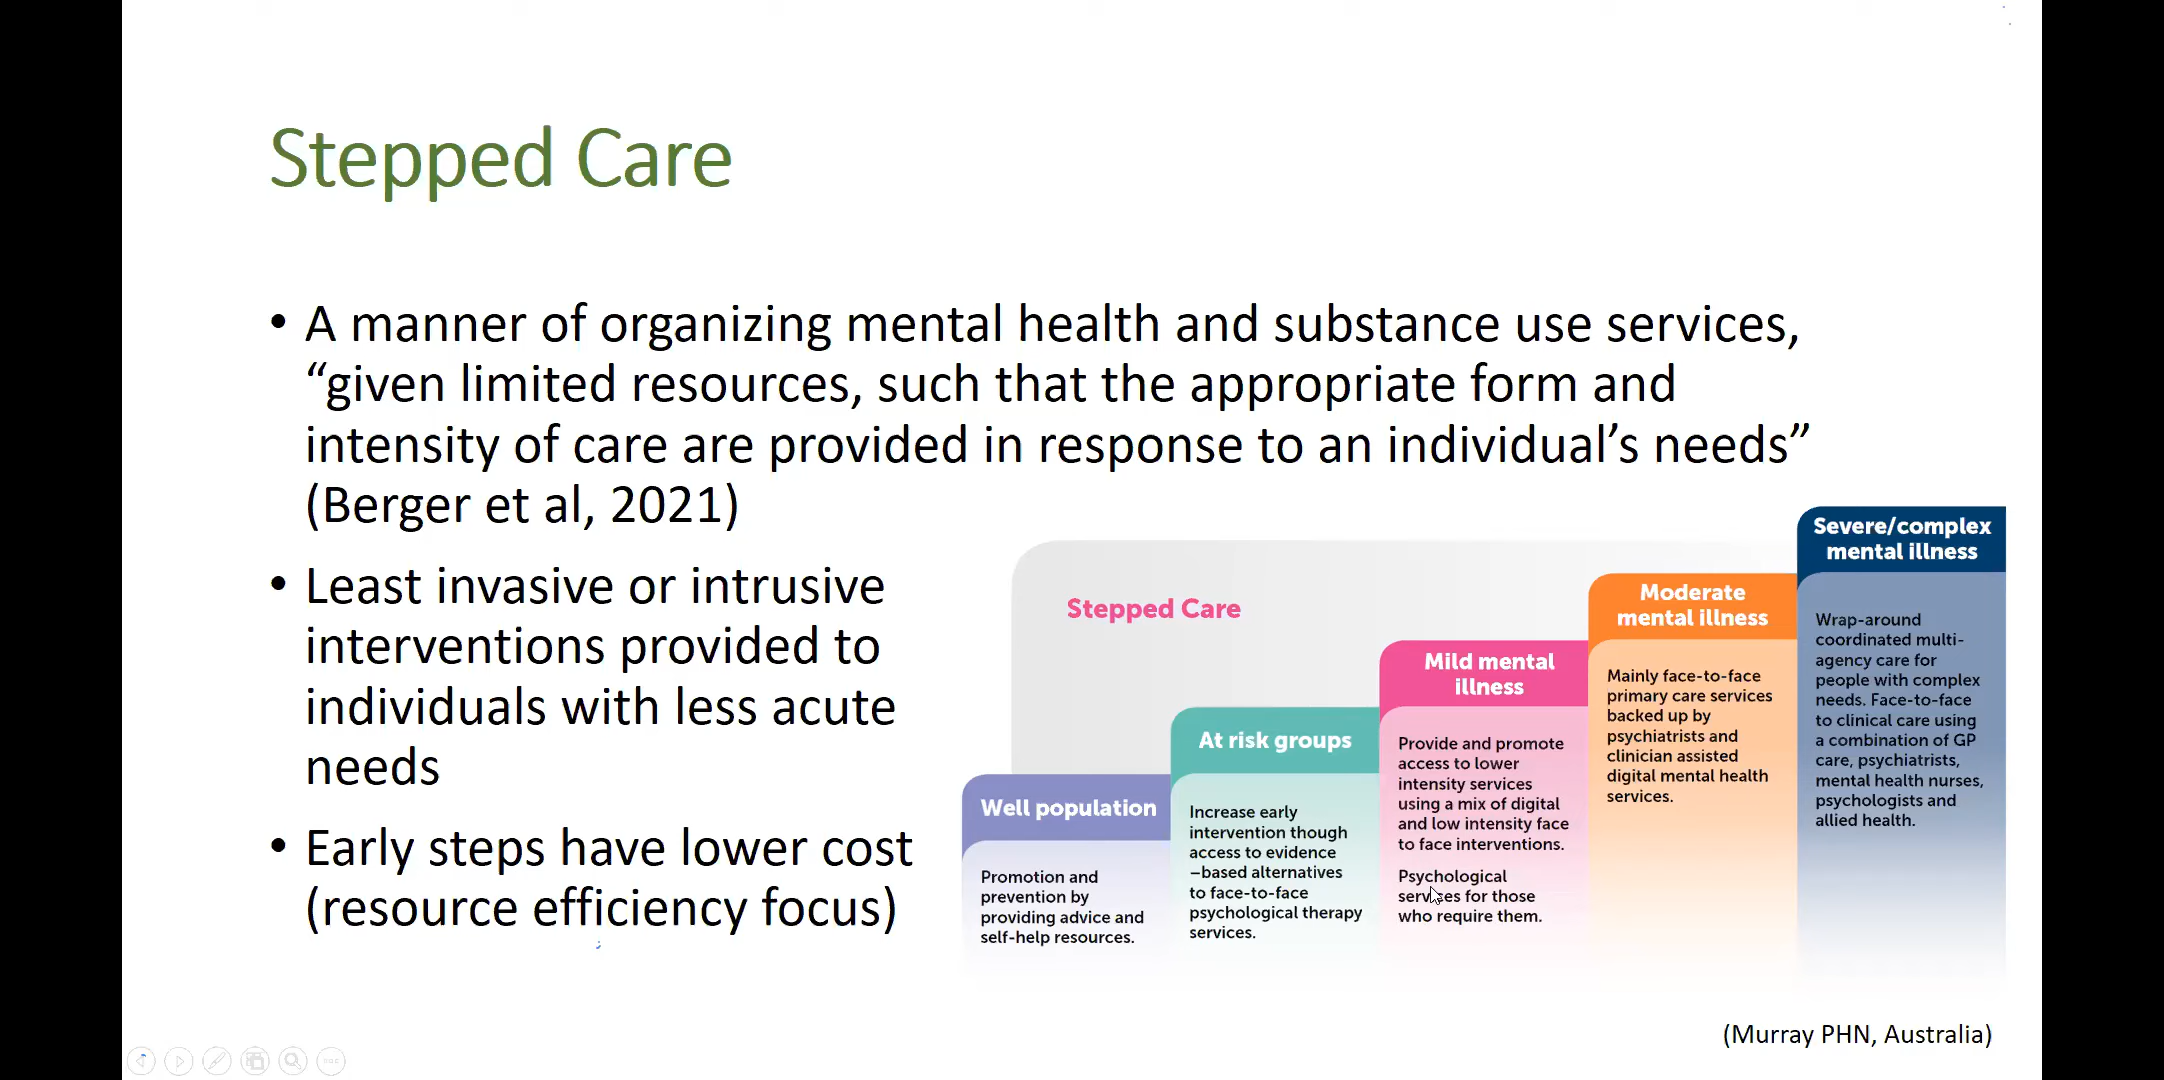 Stepped Care
• A manner of organizing mental health and substance use services,
“given limited resources, such that the appropriate form and
intensity of care are provided in response to an individual’s needs”
(Berger et al, 2021)
• Least invasive or intrusive
interventions provided to
individuals with less acute
needs
• Early steps have lower cost
(resource efficiency focus)
Stepped Care
Well population
Promotion and
prevention by
providing advice and
self-help resources.
At risk groups
Increase early
intervention though
access to evidence
–based alternatives
to face-to-face
psychological therapy
services.
Mild mental
illness
Provide and promote
access to lower
intensity services
using a mix of digital
and low intensity face
to face interventions.
Psychological
services for those
who require them.
Moderate
mental illness
Mainly face-to-face
primary care services
backed up by
psychiatrists and
clinician assisted
digital mental health
services.
Severe/complex
mental illness
Wrap-around
coordinated multi-
agency care for
people with complex
needs. Face-to-face
to clinical care using
a combination of GP
care, psychiatrists,
mental health nurses,
psychologists and
allied health.
(Murray PHN, Australia)